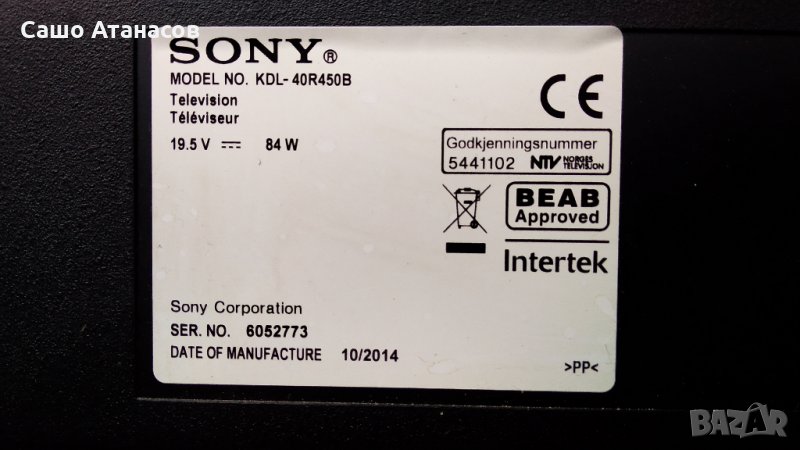 Сашо Атанасов
SONY®
MODEL NO. KDL-40R450B
Television
Téléviseur
19.5 V ⎓ 84 W
CE
Godkjenningsnummer
5441102 NTV NORGES TELEVISJON
BEAB
Approved
Intertek
Sony Corporation
SER. NO. 6052773
DATE OF MANUFACTURE 10/2014
>PP<
BAZAR